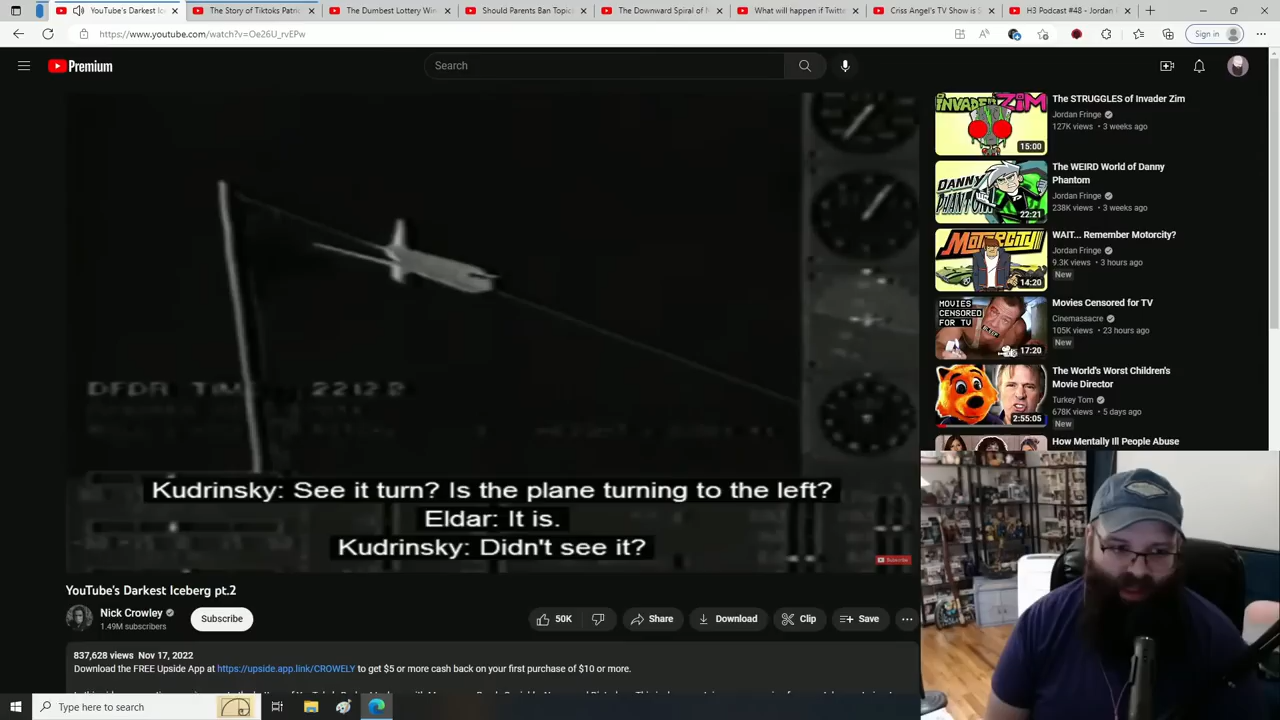 YouTube's Darkest Ice
The Story of Tiktoks Patri
The Dumbest Lottery Win
Should Parents Ban Topic
The Downward Spiral of
What will happen if Twitte
Criss Angel's TV Show is
H3 Podcast #48 - Jordan
https://www.youtube.com/watch?v=Oe26U_rvEPw
Sign in
Premium
Search
DFDR TIME 2212.2
Kudrinsky: See it turn? Is the plane turning to the left?
Eldar: It is.
Kudrinsky: Didn't see it?
Subscribe
YouTube's Darkest Iceberg pt.2
Nick Crowley
1.49M subscribers
Subscribe
50K
Share
Download
Clip
Save
837,628 views Nov 17, 2022
Download the FREE Upside App at https://upside.app.link/CROWELY to get $5 or more cash back on your first purchase of $10 or more.
INVADER ZIM
15:00
The STRUGGLES of Invader Zim
Jordan Fringe
127K views • 3 weeks ago
DANNY PHANTOM
22:21
The WEIRD World of Danny
Phantom
Jordan Fringe
238K views • 3 weeks ago
MOTORCITY
14:20
WAIT... Remember Motorcity?
Jordan Fringe
9.3K views • 3 hours ago
New
MOVIES
CENSORED
FOR TV
BLEEP
17:20
Movies Censored for TV
Cinemassacre
105K views • 23 hours ago
New
2:55:05
The World's Worst Children's
Movie Director
Turkey Tom
678K views • 5 days ago
New
How Mentally Ill People Abuse
Type here to search